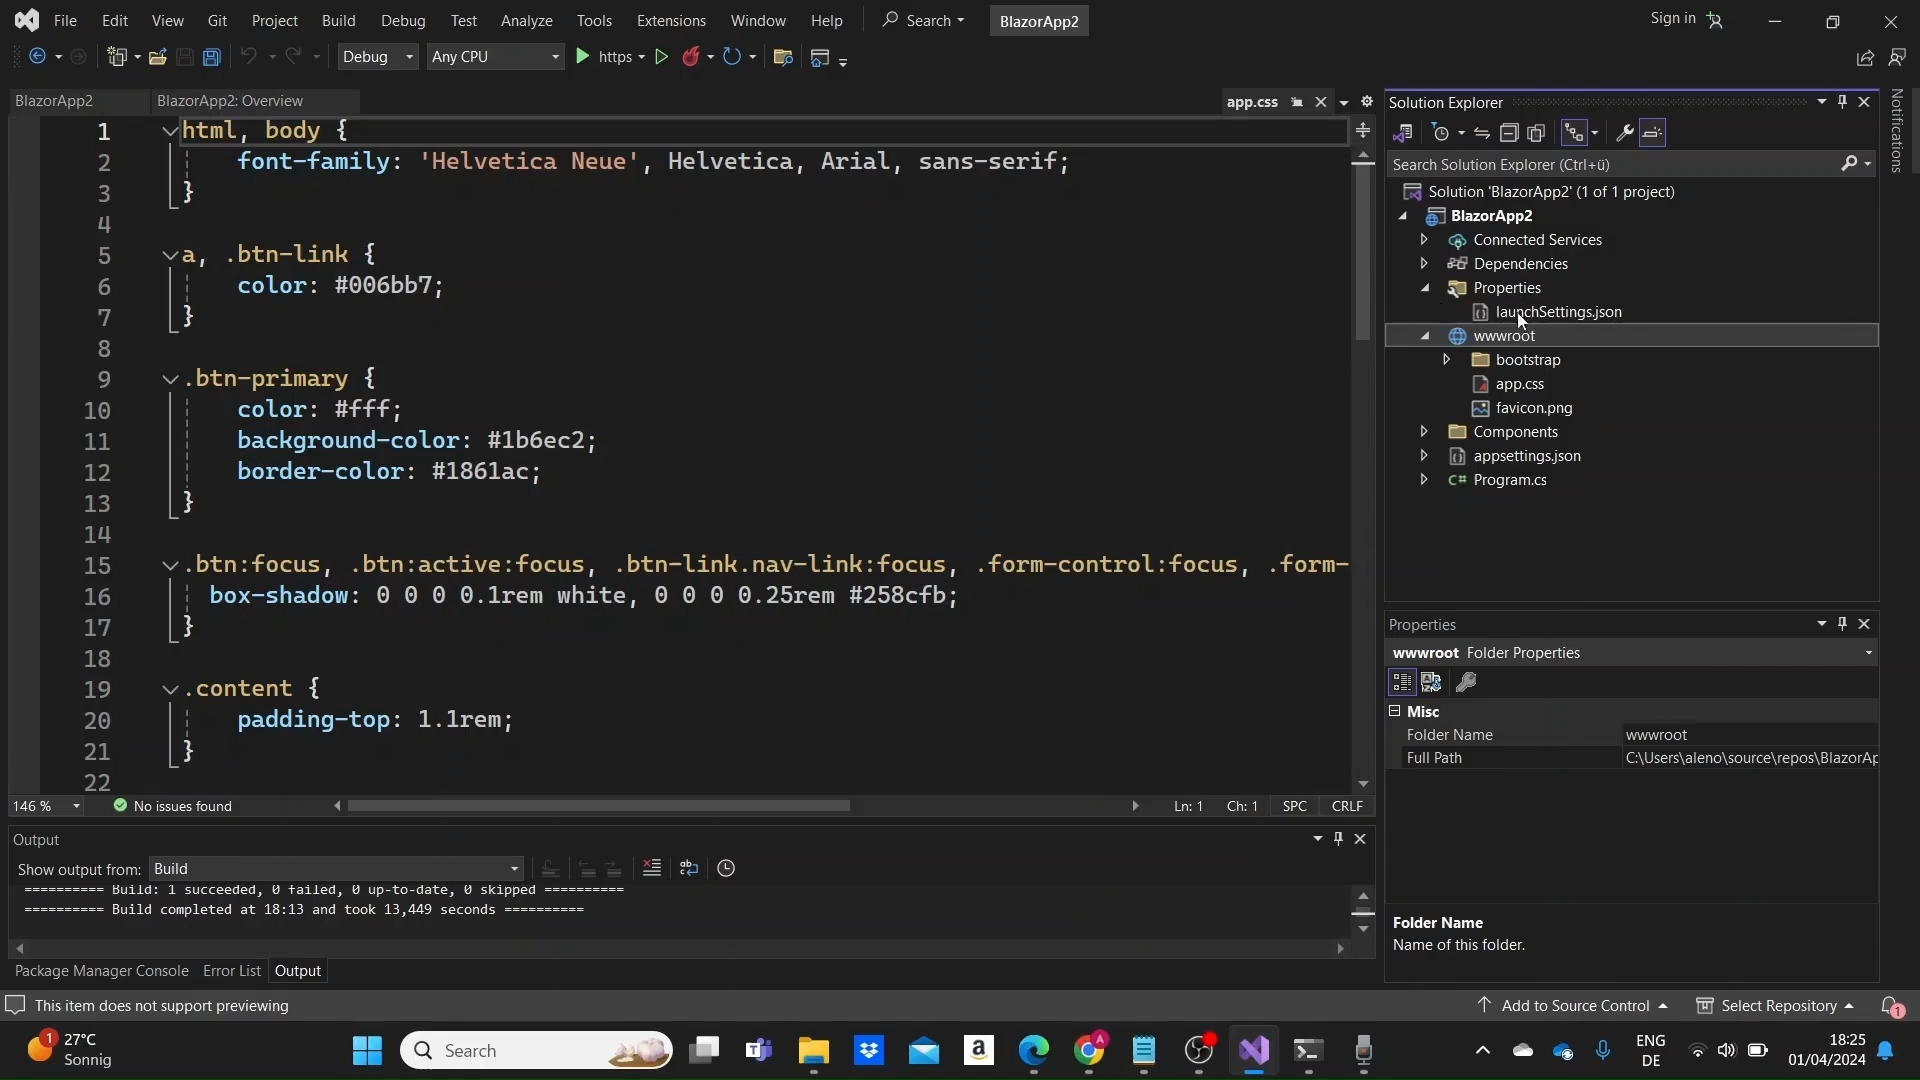 File Edit View Git Project Build Debug Test Analyze Tools Extensions Window Help Search BlazorApp2 Sign in
Debug Any CPU https
BlazorApp2 BlazorApp2: Overview app.css
1 html, body {
2 font-family: 'Helvetica Neue', Helvetica, Arial, sans-serif;
3 }
4
5 a, .btn-link {
6 color: #006bb7;
7 }
8
9 .btn-primary {
10 color: #fff;
11 background-color: #1b6ec2;
12 border-color: #1861ac;
13 }
14
15 .btn:focus, .btn:active:focus, .btn-link.nav-link:focus, .form-control:focus, .form-
16 box-shadow: 0 0 0 0.1rem white, 0 0 0 0.25rem #258cfb;
17 }
18
19 .content {
20 padding-top: 1.1rem;
21 }
22
146 % No issues found Ln: 1 Ch: 1 SPC CRLF
Output
Show output from: Build
========== Build: 1 succeeded, 0 failed, 0 up-to-date, 0 skipped ==========
========== Build completed at 18:13 and took 13,449 seconds ==========
Package Manager Console Error List Output
Solution Explorer
Search Solution Explorer (Ctrl+ü)
Solution 'BlazorApp2' (1 of 1 project)
BlazorApp2
Connected Services
Dependencies
Properties
launchSettings.json
wwwroot
bootstrap
app.css
favicon.png
Components
appsettings.json
C# Program.cs
Notifications
Properties
wwwroot Folder Properties
Misc
Folder Name wwwroot
Full Path C:\Users\aleno\source\repos\BlazorAp
Folder Name
Name of this folder.
This item does not support previewing Add to Source Control Select Repository 1
1 27°C
Sonnig
Search
ENG
DE
18:25
01/04/2024